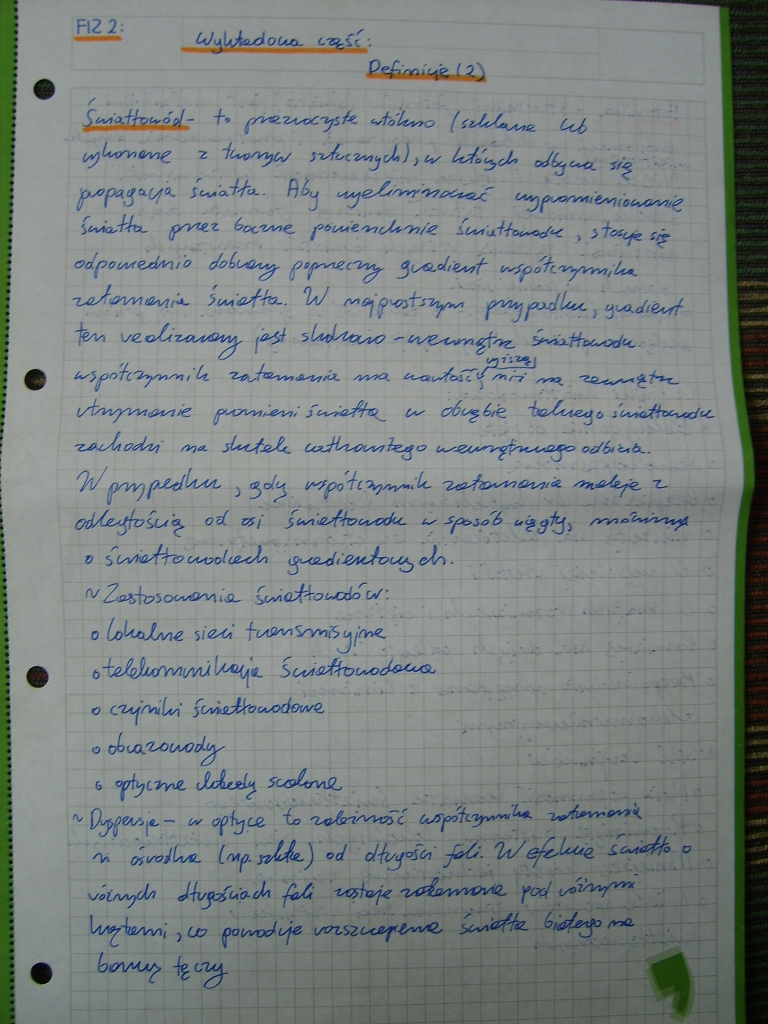 FIZ 2:
Wykładowa część:
Definicje (2)
Światłowód - to przezroczyste włókno (szklane lub
wykonane z tworzyw sztucznych), w których odbywa się
propagacja światła. Aby wyeliminować wypromieniowanie
światła przez boczne powierzchnie światłowodu, stosuje się
odpowiednio dobrany poprzeczny gradient współczynnika
załamania światła. W najprostszym przypadku, gradient
ten realizowany jest skokowo - wewnątrz światłowodu
wyższą
współczynnik załamania ma wartość niż na zewnątrz
utrzymanie promieni światła w obrębie takiego światłowodu
zachodzi na skutek całkowitego wewnętrznego odbicia.
W przypadku, gdy współczynnik załamania maleje z
odległością od osi światłowodu w sposób ciągły, mówimy
o światłowodach gradientowych.
~ Zastosowania światłowodów:
o lokalne sieci transmisyjne
o telekomunikacja światłowodowa
o czujniki światłowodowe
o obrazowody
o optyczne układy scalone
~ Dyspersja - w optyce to zależność współczynnika załamania
n ośrodka (np. szkła) od długości fali. W efekcie światło o
różnych długościach fali zostaje załamane pod różnymi
kątami, co powoduje rozszczepienie światła białego na
barwy tęczy